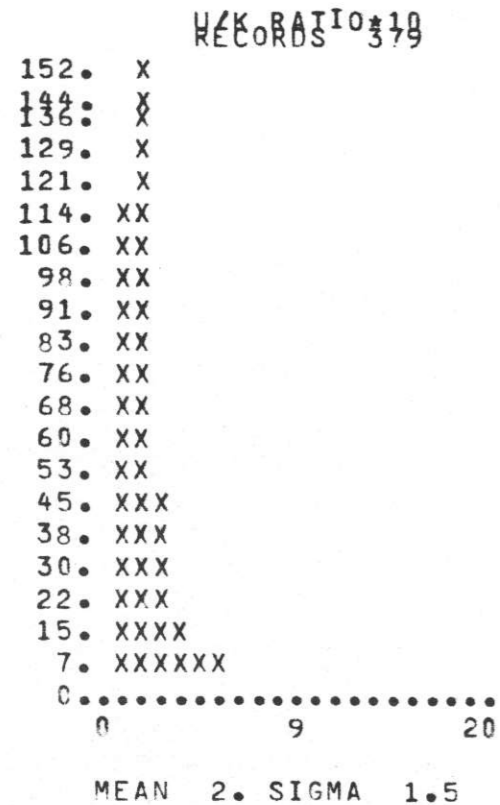 U/K RATIO*10
RECORDS 379
152. X
144. X
136. X
129. X
121. X
114. XX
106. XX
98. XX
91. XX
83. XX
76. XX
68. XX
60. XX
53. XX
45. XXX
38. XXX
30. XXX
22. XXX
15. XXXX
7. XXXXXX
0......................
0 9 20
MEAN 2. SIGMA 1.5